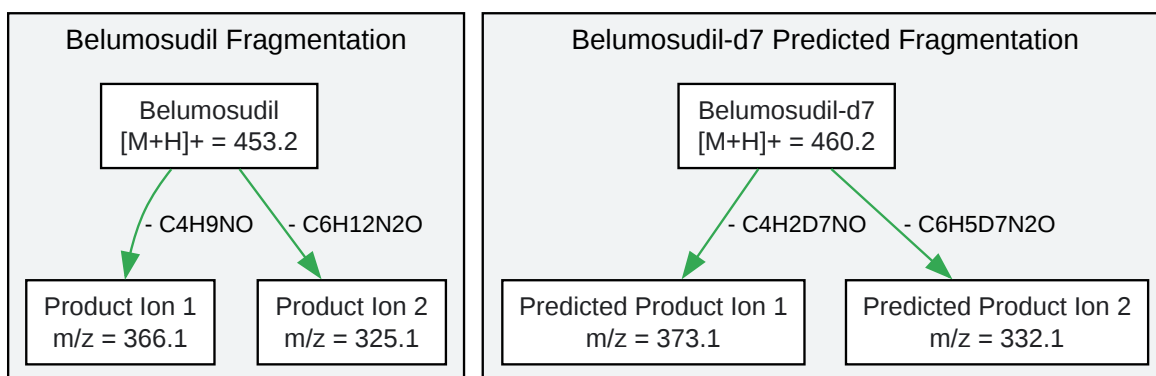 Belumosudil Fragmentation
Belumosudil
[M+H]+ = 453.2
- C4H9NO
- C6H12N2O
Product Ion 1
m/z = 366.1
Product Ion 2
m/z = 325.1
Belumosudil-d7 Predicted Fragmentation
Belumosudil-d7
[M+H]+ = 460.2
- C4H2D7NO
- C6H5D7N2O
Predicted Product Ion 1
m/z = 373.1
Predicted Product Ion 2
m/z = 332.1